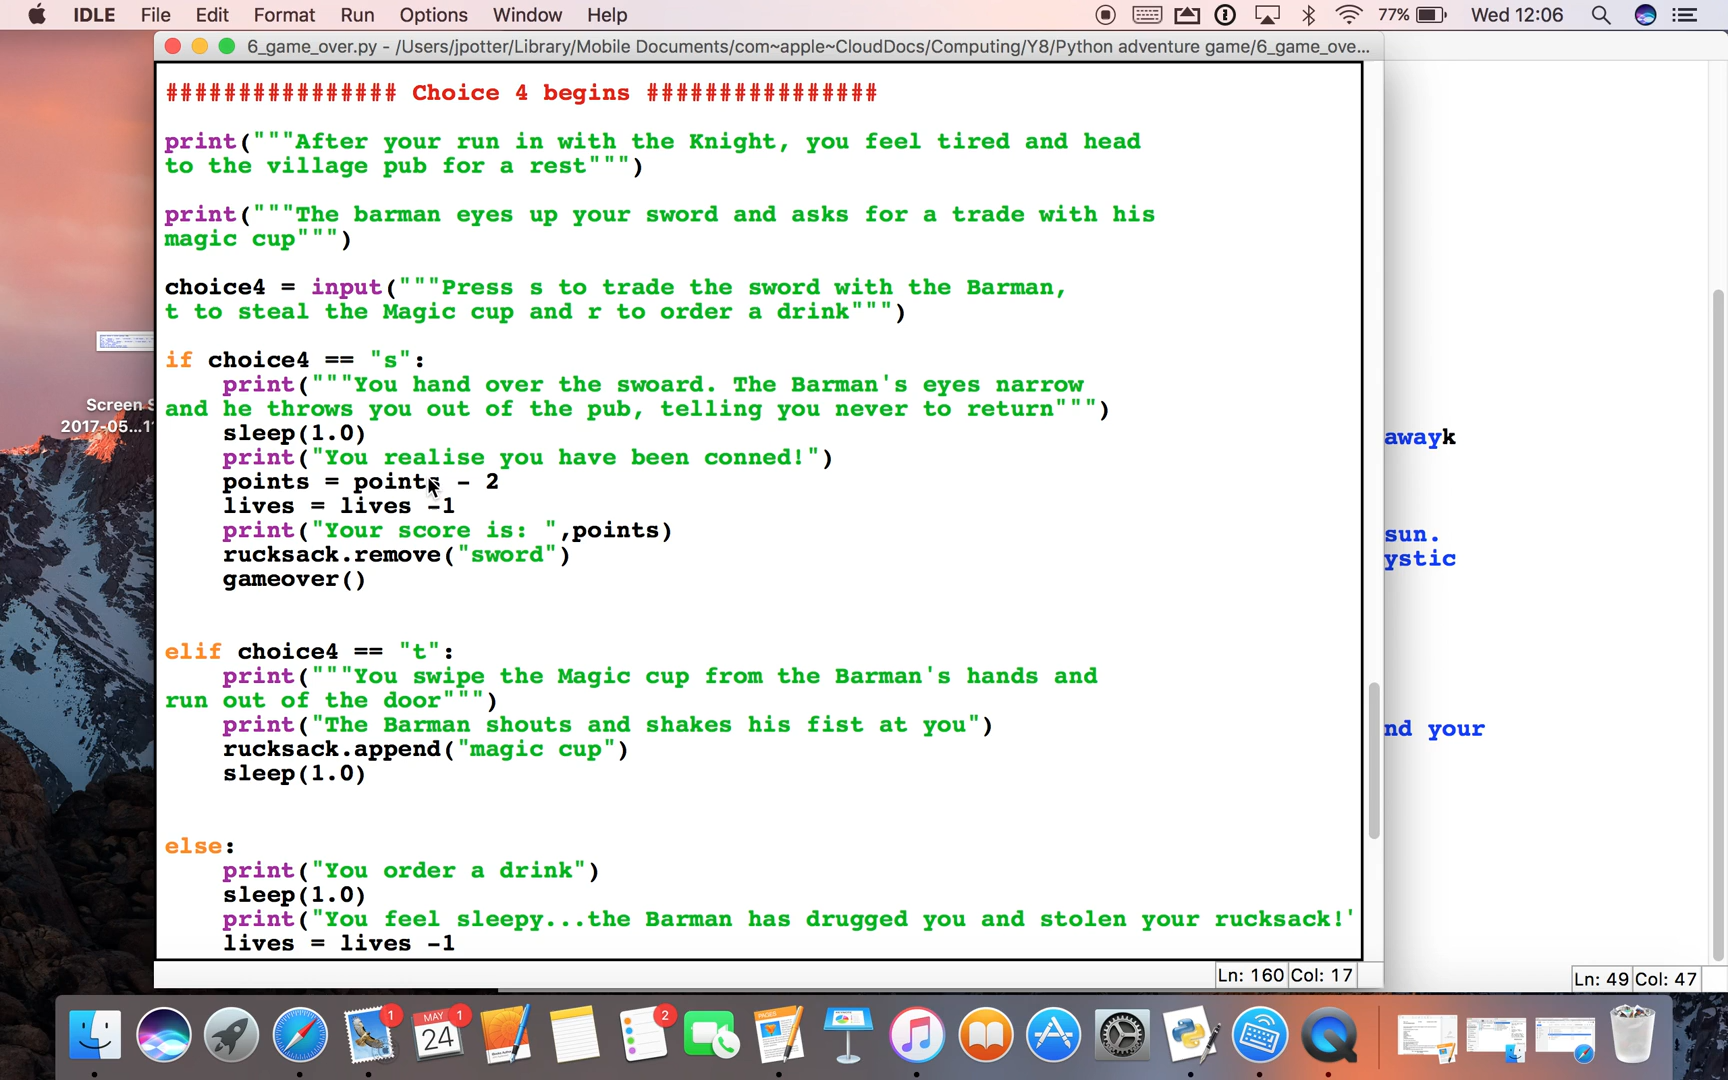 IDLE File Edit Format Run Options Window Help 77% Wed 12:06
6_game_over.py - /Users/jpotter/Library/Mobile Documents/com~apple~CloudDocs/Computing/Y8/Python adventure game/6_game_ove...
################ Choice 4 begins ################
print("""After your run in with the Knight, you feel tired and head
to the village pub for a rest""")
print("""The barman eyes up your sword and asks for a trade with his
magic cup""")
choice4 = input("""Press s to trade the sword with the Barman,
t to steal the Magic cup and r to order a drink""")
if choice4 == "s":
print("""You hand over the swoard. The Barman's eyes narrow
and he throws you out of the pub, telling you never to return""")
sleep(1.0)
print("You realise you have been conned!")
points = points - 2
lives = lives -1
print("Your score is: ",points)
rucksack.remove("sword")
gameover()
elif choice4 == "t":
print("""You swipe the Magic cup from the Barman's hands and
run out of the door""")
print("The Barman shouts and shakes his fist at you")
rucksack.append("magic cup")
sleep(1.0)
else:
print("You order a drink")
sleep(1.0)
print("You feel sleepy...the Barman has drugged you and stolen your rucksack!'
lives = lives -1
Ln: 160 Col: 17
Screen S
2017-05...1
awayk
sun.
ystic
nd your
Ln: 49 Col: 47
1
MAY 1
24
2